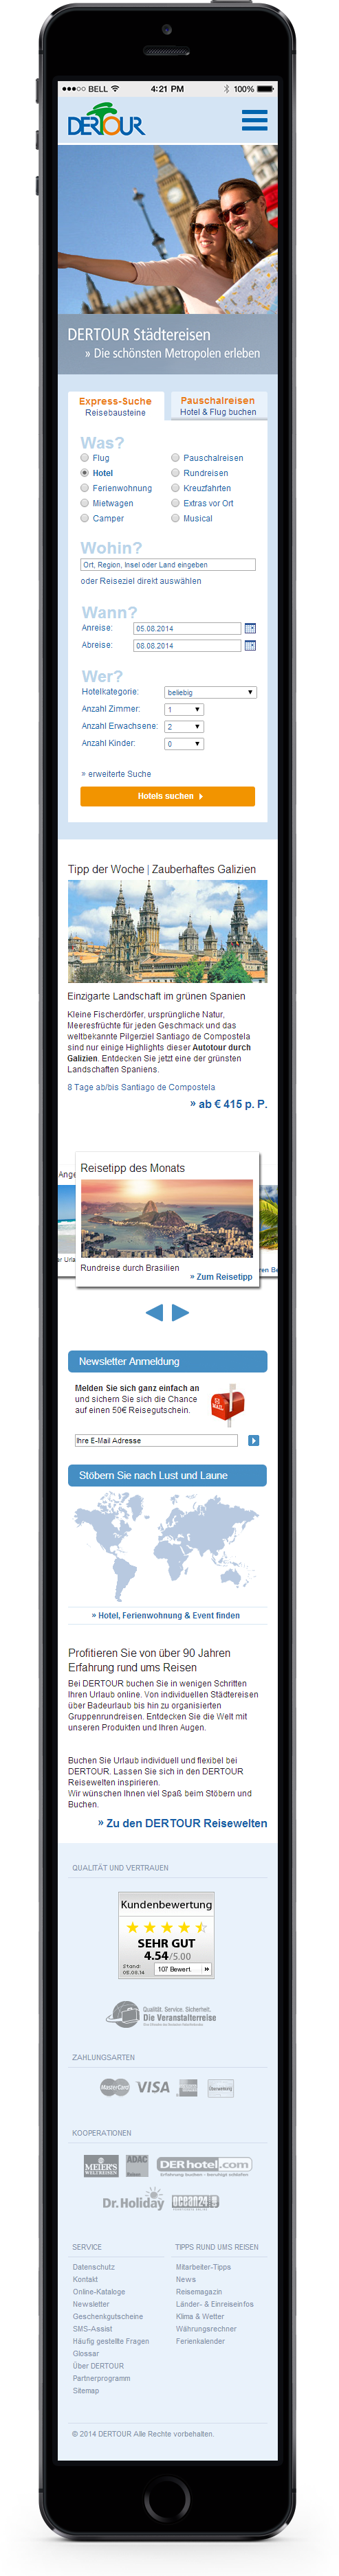 BELL 4:21 PM 100%
DERTOUR
DERTOUR Städtereisen
» Die schönsten Metropolen erleben
Express-Suche
Reisebausteine
Pauschalreisen
Hotel & Flug buchen
Was?
Flug
Pauschalreisen
Hotel
Rundreisen
Ferienwohnung
Kreuzfahrten
Mietwagen
Extras vor Ort
Camper
Musical
Wohin?
Ort, Region, Insel oder Land eingeben
oder Reiseziel direkt auswählen
Wann?
Anreise: 05.08.2014
Abreise: 08.08.2014
Wer?
Hotelkategorie: beliebig
Anzahl Zimmer: 1
Anzahl Erwachsene: 2
Anzahl Kinder: 0
» erweiterte Suche
Hotels suchen
Tipp der Woche | Zauberhaftes Galizien
Einzigarte Landschaft im grünen Spanien
Kleine Fischerdörfer, ursprüngliche Natur,
Meeresfrüchte für jeden Geschmack und das
weltbekannte Pilgerziel Santiago de Compostela
sind nur einige Highlights dieser Autotour durch
Galizien. Entdecken Sie jetzt eine der grünsten
Landschaften Spaniens.
8 Tage ab/bis Santiago de Compostela
» ab € 415 p. P.
Reisetipp des Monats
Ange
er Urla
Rundreise durch Brasilien
» Zum Reisetipp
ren Be
Newsletter Anmeldung
Melden Sie sich ganz einfach an
und sichern Sie sich die Chance
auf einen 50€ Reisegutschein.
MAIL
Ihre E-Mail Adresse
Stöbern Sie nach Lust und Laune
» Hotel, Ferienwohnung & Event finden
Profitieren Sie von über 90 Jahren
Erfahrung rund ums Reisen
Bei DERTOUR buchen Sie in wenigen Schritten
Ihren Urlaub online. Von individuellen Städtereisen
über Badeurlaub bis hin zu organisierten
Gruppenrundreisen. Entdecken Sie die Welt mit
unseren Produkten und Ihren Augen.
Buchen Sie Urlaub individuell und flexibel bei
DERTOUR. Lassen Sie sich in den DERTOUR
Reisewelten inspirieren.
Wir wünschen Ihnen viel Spaß beim Stöbern und
Buchen.
» Zu den DERTOUR Reisewelten
QUALITÄT UND VERTRAUEN
Kundenbewertung
SEHR GUT
4.54/5.00
Stand:
05.08.14
107 Bewert.
Qualität. Service. Sicherheit.
Die Veranstalterreise
ZAHLUNGSARTEN
MasterCard
VISA
KOOPERATIONEN
MEIER'S
WELTREISEN
ADAC
Reisen
DERhotel.com
Dr.Holiday
OCEAN24
SERVICE
Datenschutz
Kontakt
Online-Kataloge
Newsletter
Geschenkgutscheine
SMS-Assist
Häufig gestellte Fragen
Glossar
Über DERTOUR
Partnerprogramm
Sitemap
TIPPS RUND UMS REISEN
Mitarbeiter-Tipps
News
Reisemagazin
Länder- & Einreiseinfos
Klima & Wetter
Währungsrechner
Ferienkalender
© 2014 DERTOUR Alle Rechte vorbehalten.